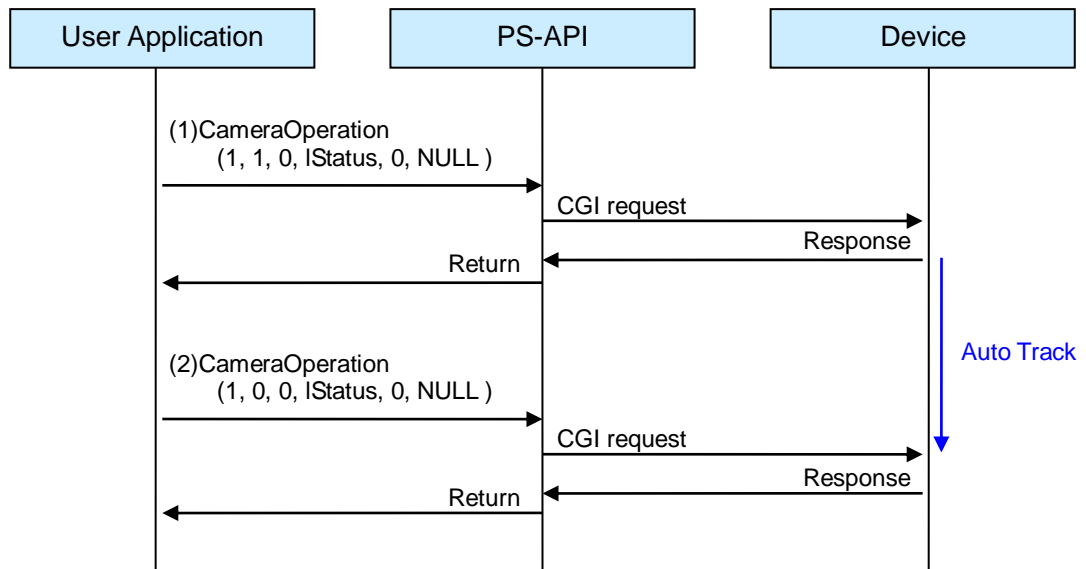 User Application
PS-API
Device
(1)CameraOperation
(1, 1, 0, lStatus, 0, NULL )
CGI request
Response
Return
Auto Track
(2)CameraOperation
(1, 0, 0, lStatus, 0, NULL )
CGI request
Response
Return